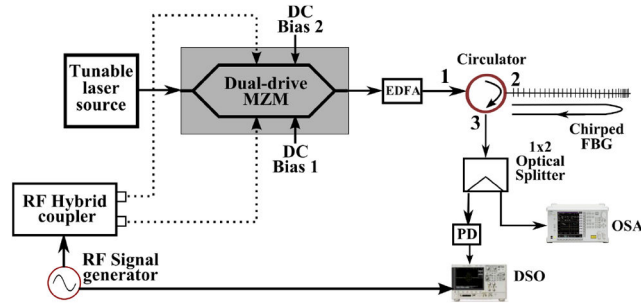 DC
Bias 2
Tunable
laser
source
Dual-drive
MZM
EDFA
1
Circulator
2
3
Chirped
FBG
DC
Bias 1
1x2
Optical
Splitter
RF Hybrid
coupler
PD
OSA
RF Signal
generator
DSO